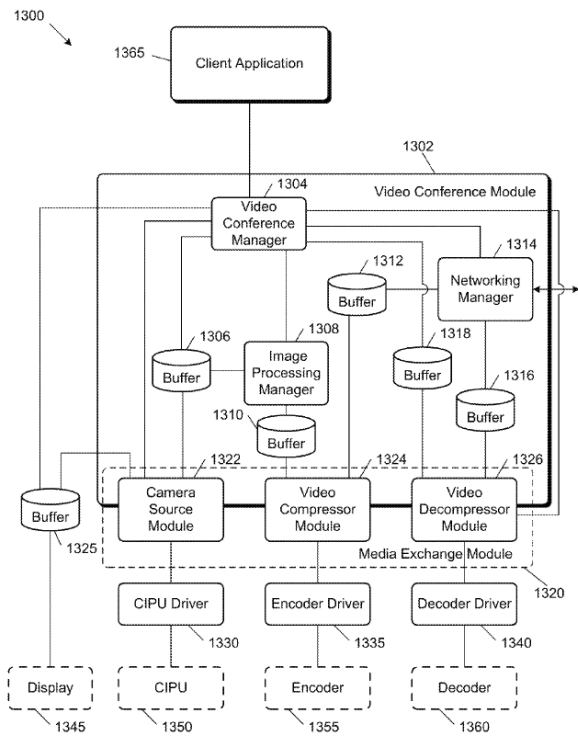 1300
1365
Client Application
1302
1304
Video Conference Module
Video
Conference
Manager
1314
1312
Networking
Manager
Buffer
1306
1308
1318
Buffer
Image
Processing
Manager
Buffer
1316
1310
Buffer
Buffer
1322
1324
1326
Buffer
1325
Camera
Source
Module
Video
Compressor
Module
Video
Decompressor
Module
Media Exchange Module
1320
CIPU Driver
Encoder Driver
Decoder Driver
1330
1335
1340
Display
CIPU
Encoder
Decoder
1345
1350
1355
1360